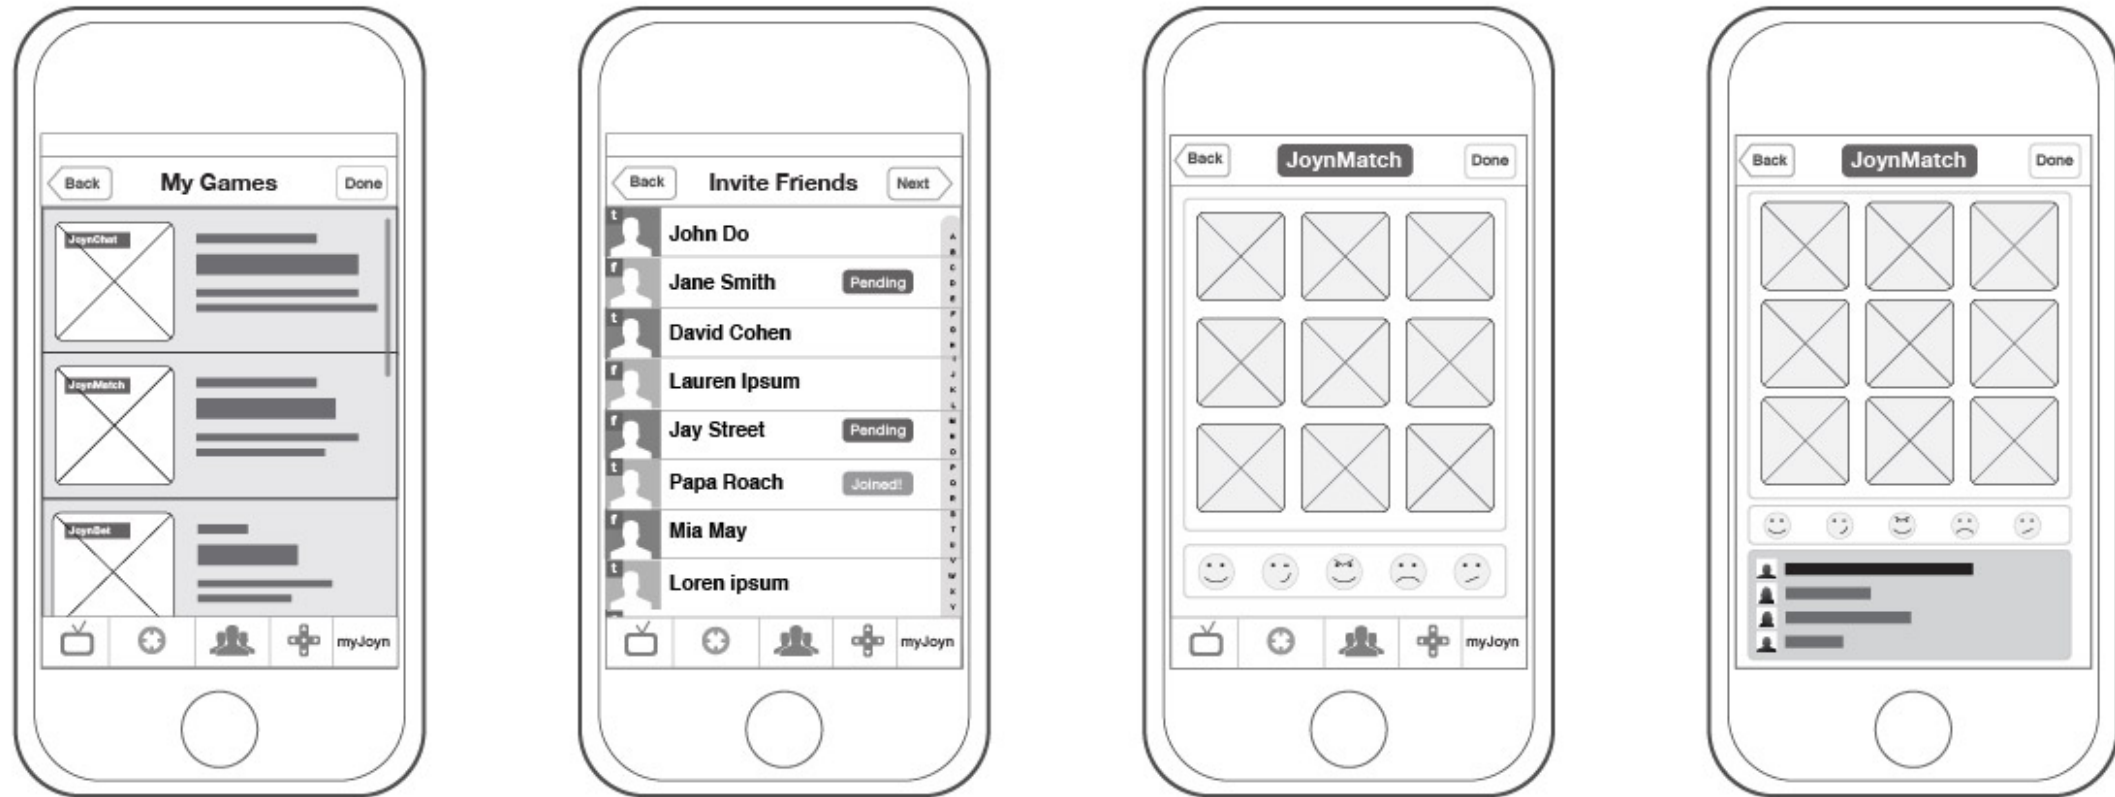 Back My Games Done
JoynChat
JoynMatch
JoynBet
myJoyn
Back Invite Friends Next
t John Do
f Jane Smith Pending
t David Cohen
f Lauren Ipsum
f Jay Street Pending
t Papa Roach Joined!
f Mia May
t Loren ipsum
myJoyn
Back JoynMatch Done
myJoyn
Back JoynMatch Done